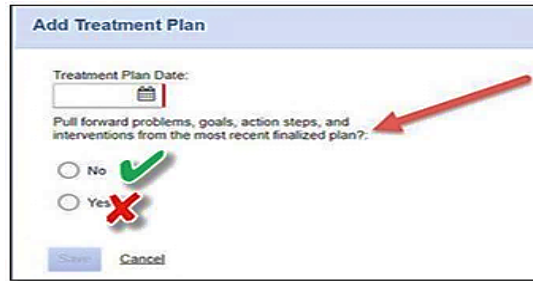 Add Treatment Plan
Treatment Plan Date:
Pull forward problems, goals, action steps, and
interventions from the most recent finalized plan?:
No
Yes
Save Cancel